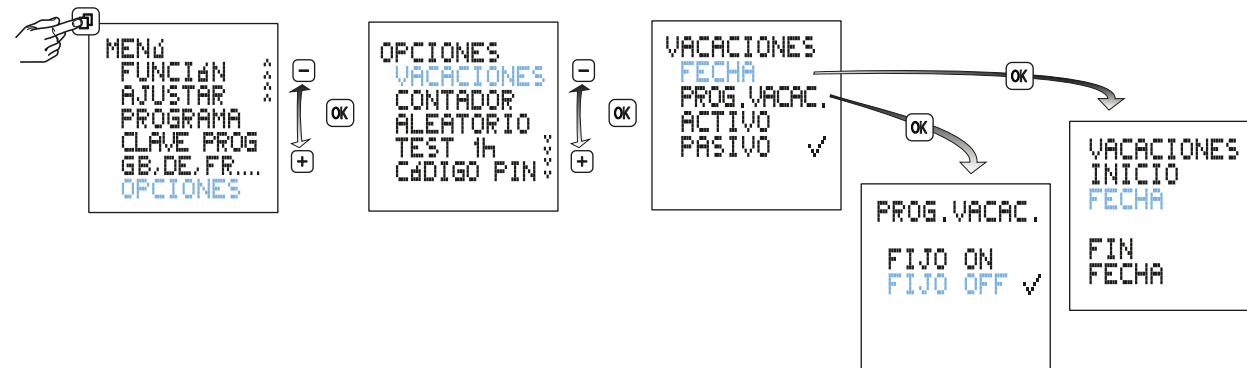 MENú
FUNCIóN
AJUSTAR
PROGRAMA
CLAVE PROG
GB,DE,FR....
OPCIONES
−
+
OK
OPCIONES
VACACIONES
CONTADOR
ALEATORIO
TEST 1h
CóDIGO PIN
−
+
OK
VACACIONES
FECHA
PROG.VACAC.
ACTIVO
PASIVO ✓
OK
OK
PROG.VACAC.
FIJO ON
FIJO OFF ✓
VACACIONES
INICIO
FECHA
FIN
FECHA